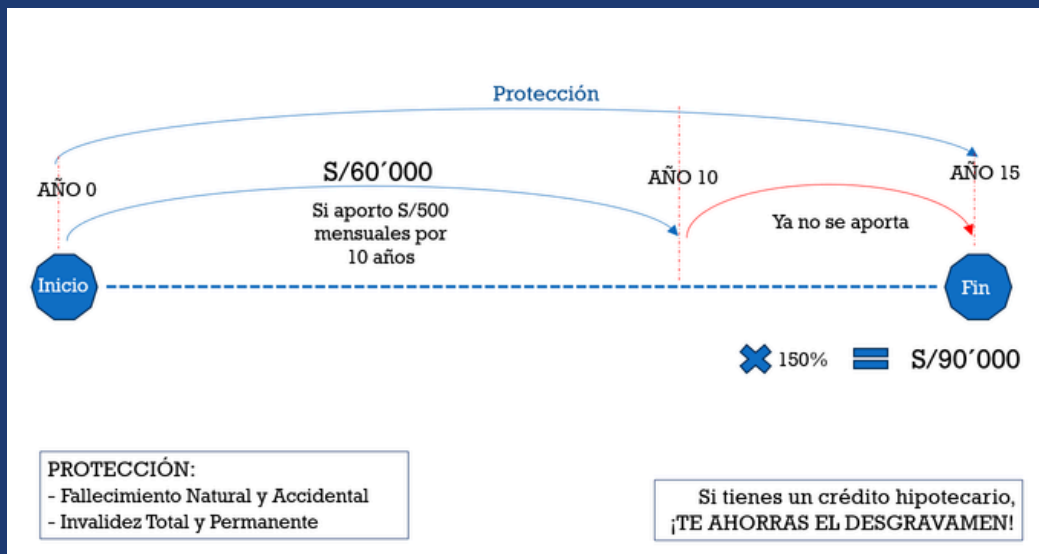 Protección
AÑO 0
S/60´000
AÑO 10
AÑO 15
Si aporto S/500
mensuales por
10 años
Ya no se aporta
Inicio
Fin
150%
S/90´000
PROTECCIÓN:
- Fallecimiento Natural y Accidental
- Invalidez Total y Permanente
Si tienes un crédito hipotecario,
¡TE AHORRAS EL DESGRAVAMEN!